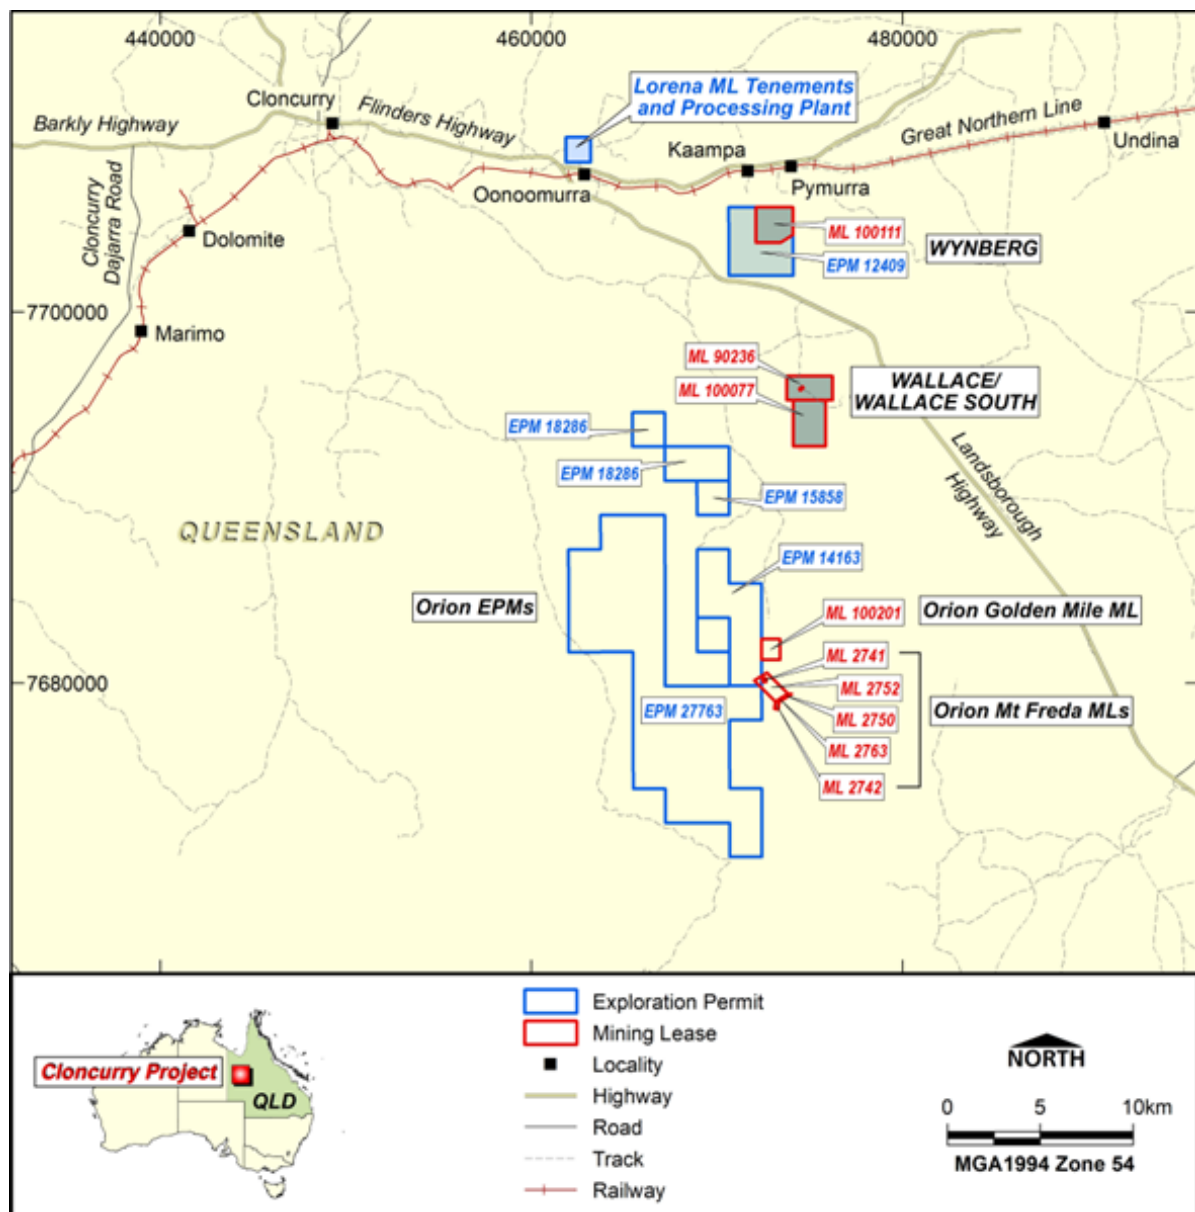 440000
460000
480000
Lorena ML Tenements
and Processing Plant
Cloncurry
Barkly Highway
Flinders Highway
Great Northern Line
Undina
Kaampa
Pymurra
Oonoomurra
Cloncurry
Dajarra Road
Dolomite
ML 100111
WYNBERG
EPM 12409
7700000
Marimo
ML 90236
ML 100077
WALLACE/
WALLACE SOUTH
EPM 18286
EPM 18286
EPM 15858
Landsborough
Highway
QUEENSLAND
EPM 14163
Orion EPMs
ML 100201
Orion Golden Mile ML
ML 2741
7680000
ML 2752
EPM 27763
ML 2750
Orion Mt Freda MLs
ML 2763
ML 2742
Cloncurry Project
QLD
Exploration Permit
Mining Lease
Locality
Highway
Road
Track
Railway
NORTH
0 5 10km
MGA1994 Zone 54